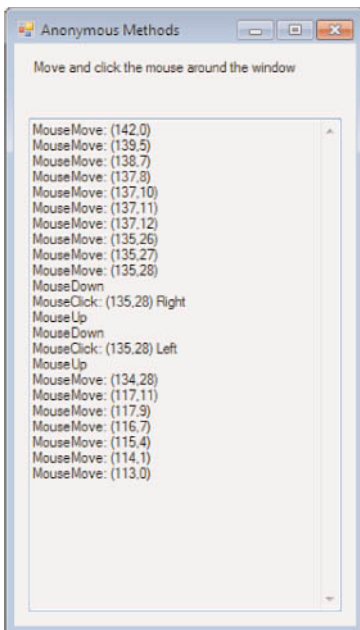 Anonymous Methods
Move and click the mouse around the window
MouseMove: (142,0)
MouseMove: (139,5)
MouseMove: (138,7)
MouseMove: (137,8)
MouseMove: (137,10)
MouseMove: (137,11)
MouseMove: (137,12)
MouseMove: (135,26)
MouseMove: (135,27)
MouseMove: (135,28)
MouseDown
MouseClick: (135,28) Right
MouseUp
MouseDown
MouseClick: (135,28) Left
MouseUp
MouseMove: (134,28)
MouseMove: (117,11)
MouseMove: (117,9)
MouseMove: (116,7)
MouseMove: (115,4)
MouseMove: (114,1)
MouseMove: (113,0)